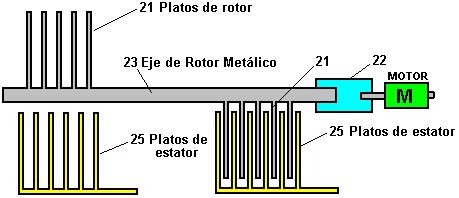 21 Platos de rotor
23 Eje de Rotor Metálico
21
22
MOTOR
M
25 Platos de
estator
25 Platos de estator